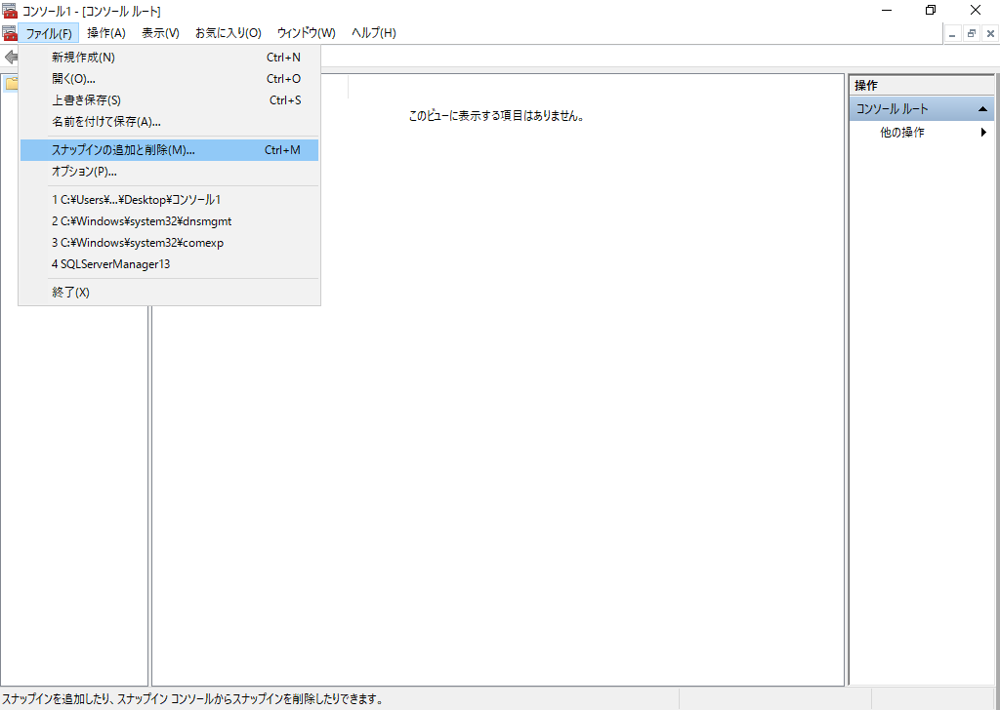 コンソール1 - [コンソール ルート]
ファイル(F) 操作(A) 表示(V) お気に入り(O) ウィンドウ(W) ヘルプ(H)
新規作成(N) Ctrl+N
開く(O)... Ctrl+O
上書き保存(S) Ctrl+S
名前を付けて保存(A)...
スナップインの追加と削除(M)... Ctrl+M
オプション(P)...
1 C:¥Users¥...¥Desktop¥コンソール1
2 C:¥Windows¥system32¥dnsmgmt
3 C:¥Windows¥system32¥comexp
4 SQLServerManager13
終了(X)
このビューに表示する項目はありません。
操作
コンソール ルート
他の操作
スナップインを追加したり、スナップイン コンソールからスナップインを削除したりできます。